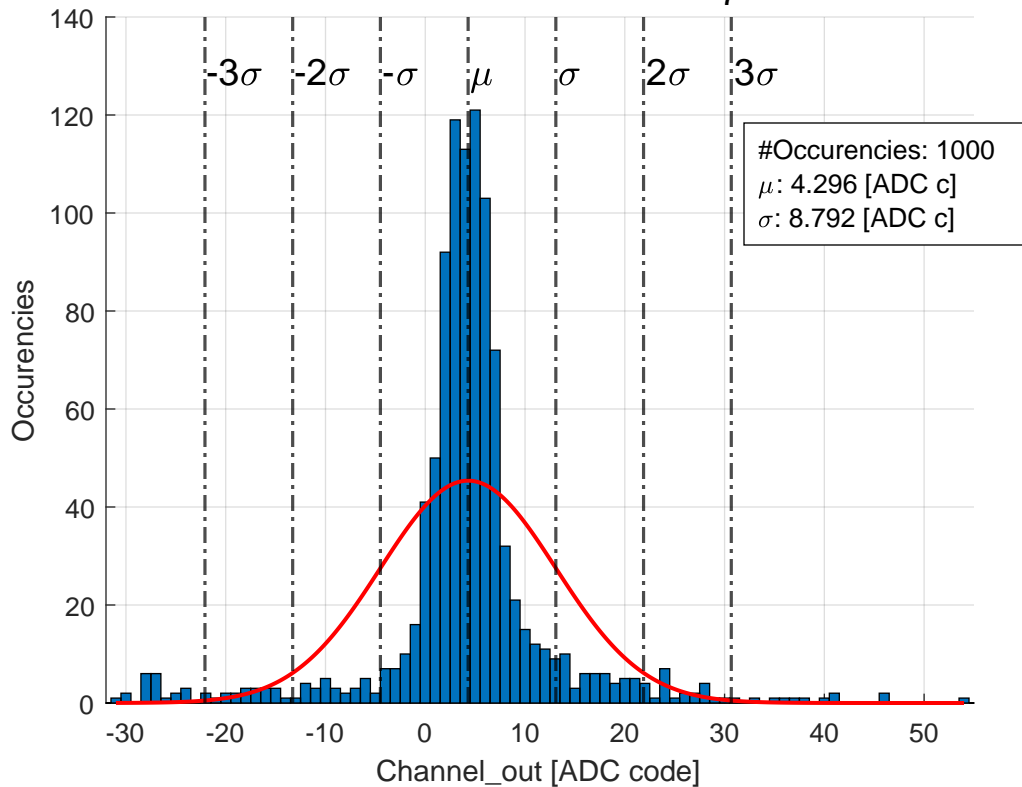 140
120
100
80
60
40
20
0
-3σ -2σ -σ μ σ 2σ 3σ
#Occurencies: 1000
μ: 4.296 [ADC c]
σ: 8.792 [ADC c]
Occurencies
-30 -20 -10 0 10 20 30 40 50
Channel_out [ADC code]